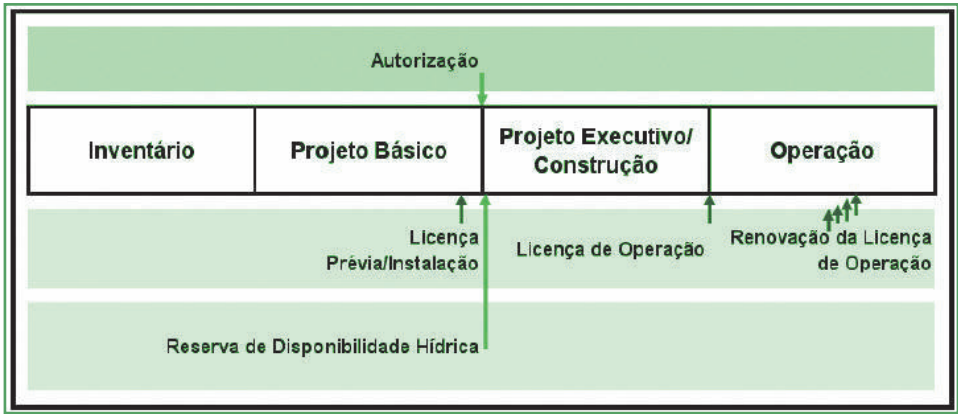 Autorização
Inventário
Projeto Básico
Projeto Executivo/
Construção
Operação
Licença
Prévia/Instalação
Licença de Operação
Renovação da Licença
de Operação
Reserva de Disponibilidade Hídrica